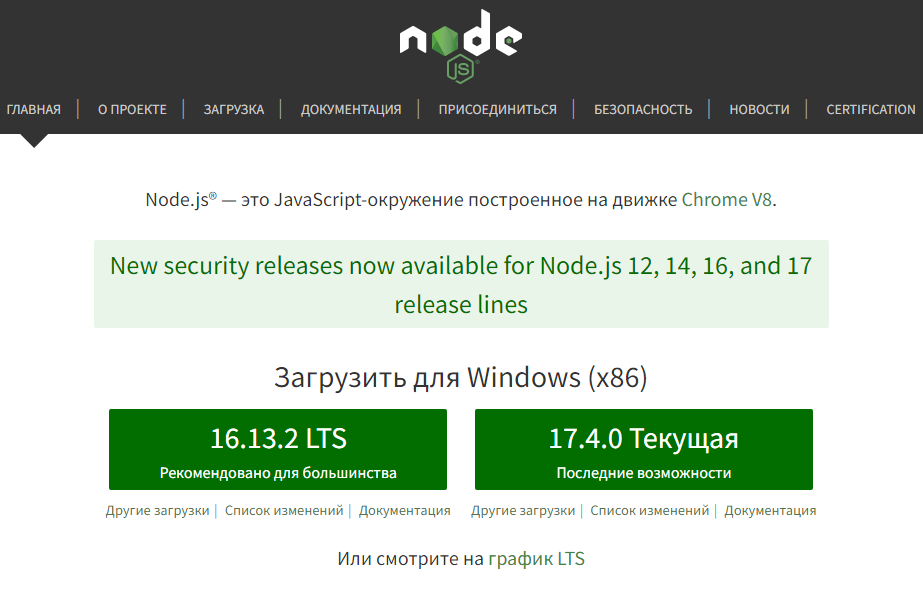 node
JS
ГЛАВНАЯ | О ПРОЕКТЕ | ЗАГРУЗКА | ДОКУМЕНТАЦИЯ | ПРИСОЕДИНИТЬСЯ | БЕЗОПАСНОСТЬ | НОВОСТИ | CERTIFICATION
Node.js® — это JavaScript-окружение построенное на движке Chrome V8.
New security releases now available for Node.js 12, 14, 16, and 17
release lines
Загрузить для Windows (x86)
16.13.2 LTS
Рекомендовано для большинства
17.4.0 Текущая
Последние возможности
Другие загрузки | Список изменений | Документация
Другие загрузки | Список изменений | Документация
Или смотрите на график LTS